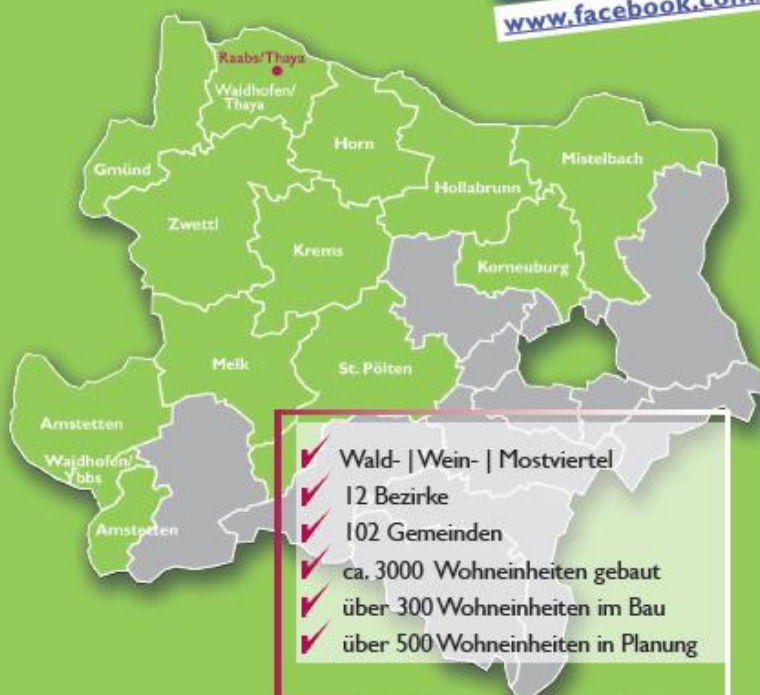 www.facebook.com
Raabs/Thaya
Waidhofen/
Thaya
Horn
Mistelbach
Gmünd
Hollabrunn
Zwettl
Krems
Korneuburg
Melk
St. Pölten
Amstetten
Waidhofen/
Ybbs
Amstetten
Wald- | Wein- | Mostviertel
12 Bezirke
102 Gemeinden
ca. 3000 Wohneinheiten gebaut
über 300 Wohneinheiten im Bau
über 500 Wohneinheiten in Planung